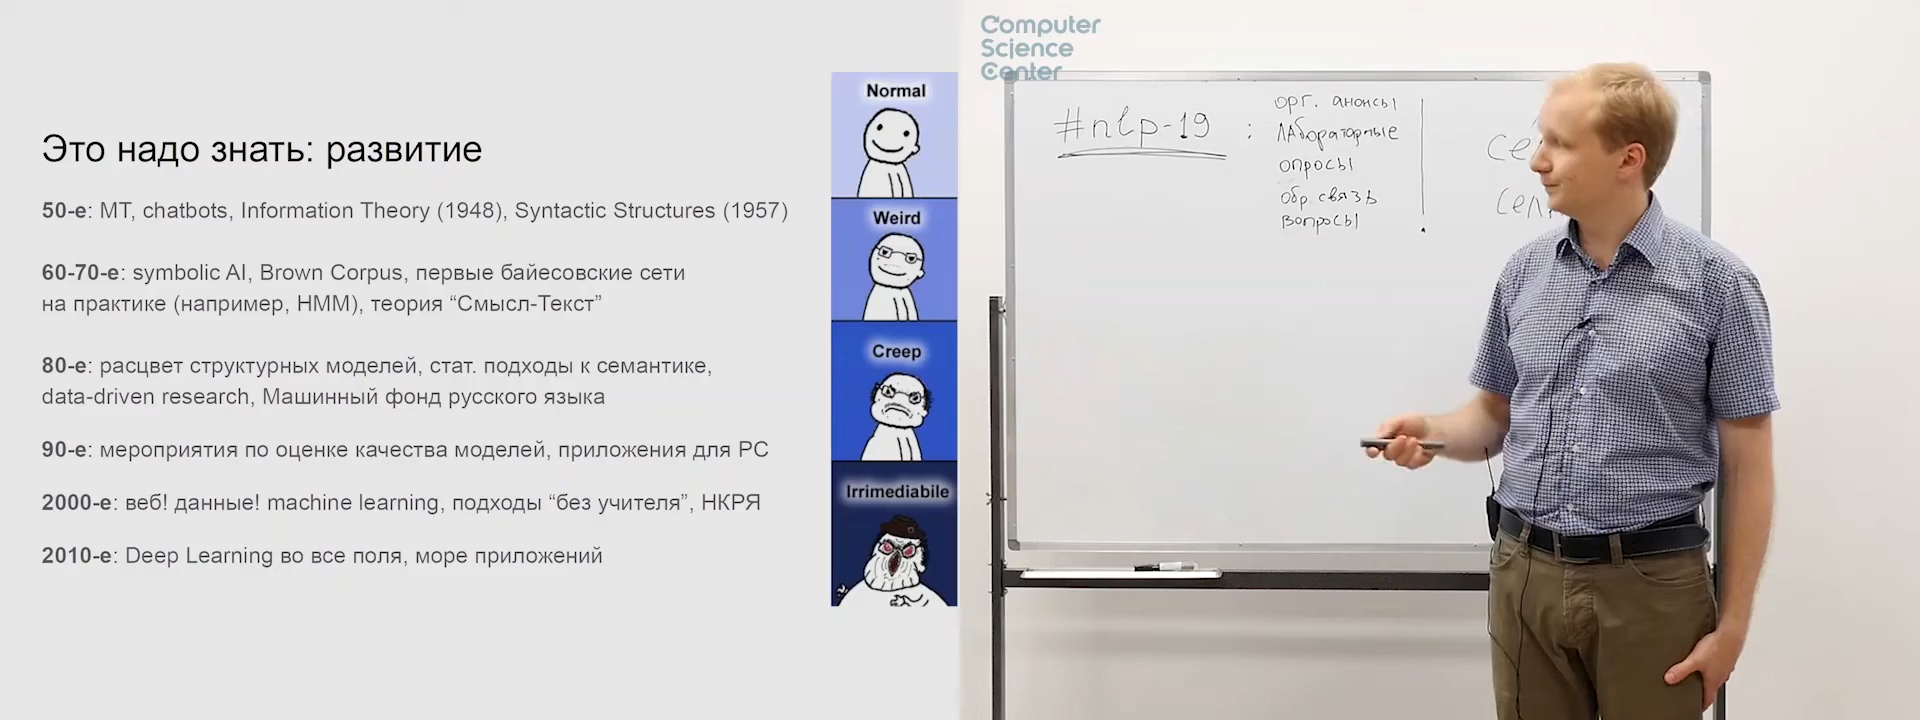 Это надо знать: развитие
50-е: MT, chatbots, Information Theory (1948), Syntactic Structures (1957)
60-70-е: symbolic AI, Brown Corpus, первые байесовские сети
на практике (например, HMM), теория “Смысл-Текст”
80-е: расцвет структурных моделей, стат. подходы к семантике,
data-driven research, Машинный фонд русского языка
90-е: мероприятия по оценке качества моделей, приложения для PC
2000-е: веб! данные! machine learning, подходы “без учителя”, НКРЯ
2010-е: Deep Learning во все поля, море приложений
Normal
Weird
Creep
Irrimediabile
Computer
Science
Center
#nlp-19 : орг. анонсы
лабораторные
опросы
обр. связь
вопросы